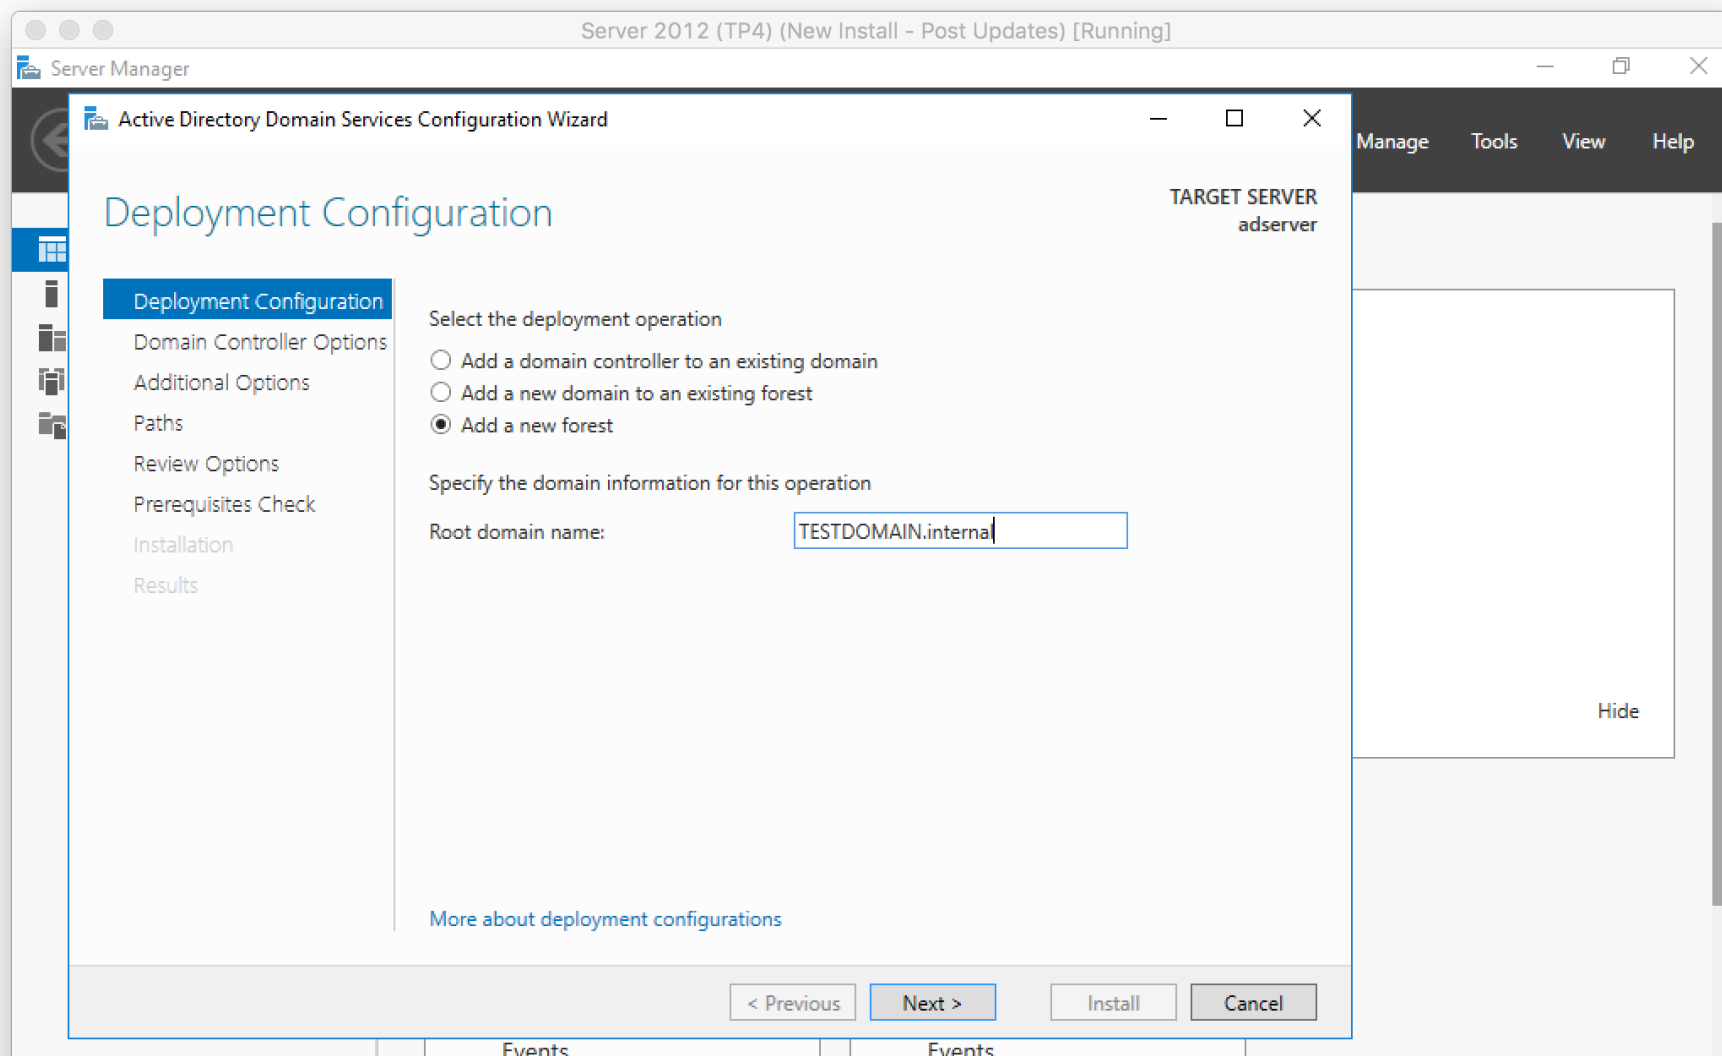 Server 2012 (TP4) (New Install - Post Updates) [Running]
Server Manager
Active Directory Domain Services Configuration Wizard
Manage Tools View Help
Deployment Configuration
TARGET SERVER
adserver
Deployment Configuration
Domain Controller Options
Additional Options
Paths
Review Options
Prerequisites Check
Installation
Results
Select the deployment operation
Add a domain controller to an existing domain
Add a new domain to an existing forest
Add a new forest
Specify the domain information for this operation
Root domain name: TESTDOMAIN.internal
Hide
More about deployment configurations
< Previous Next > Install Cancel
Events Events